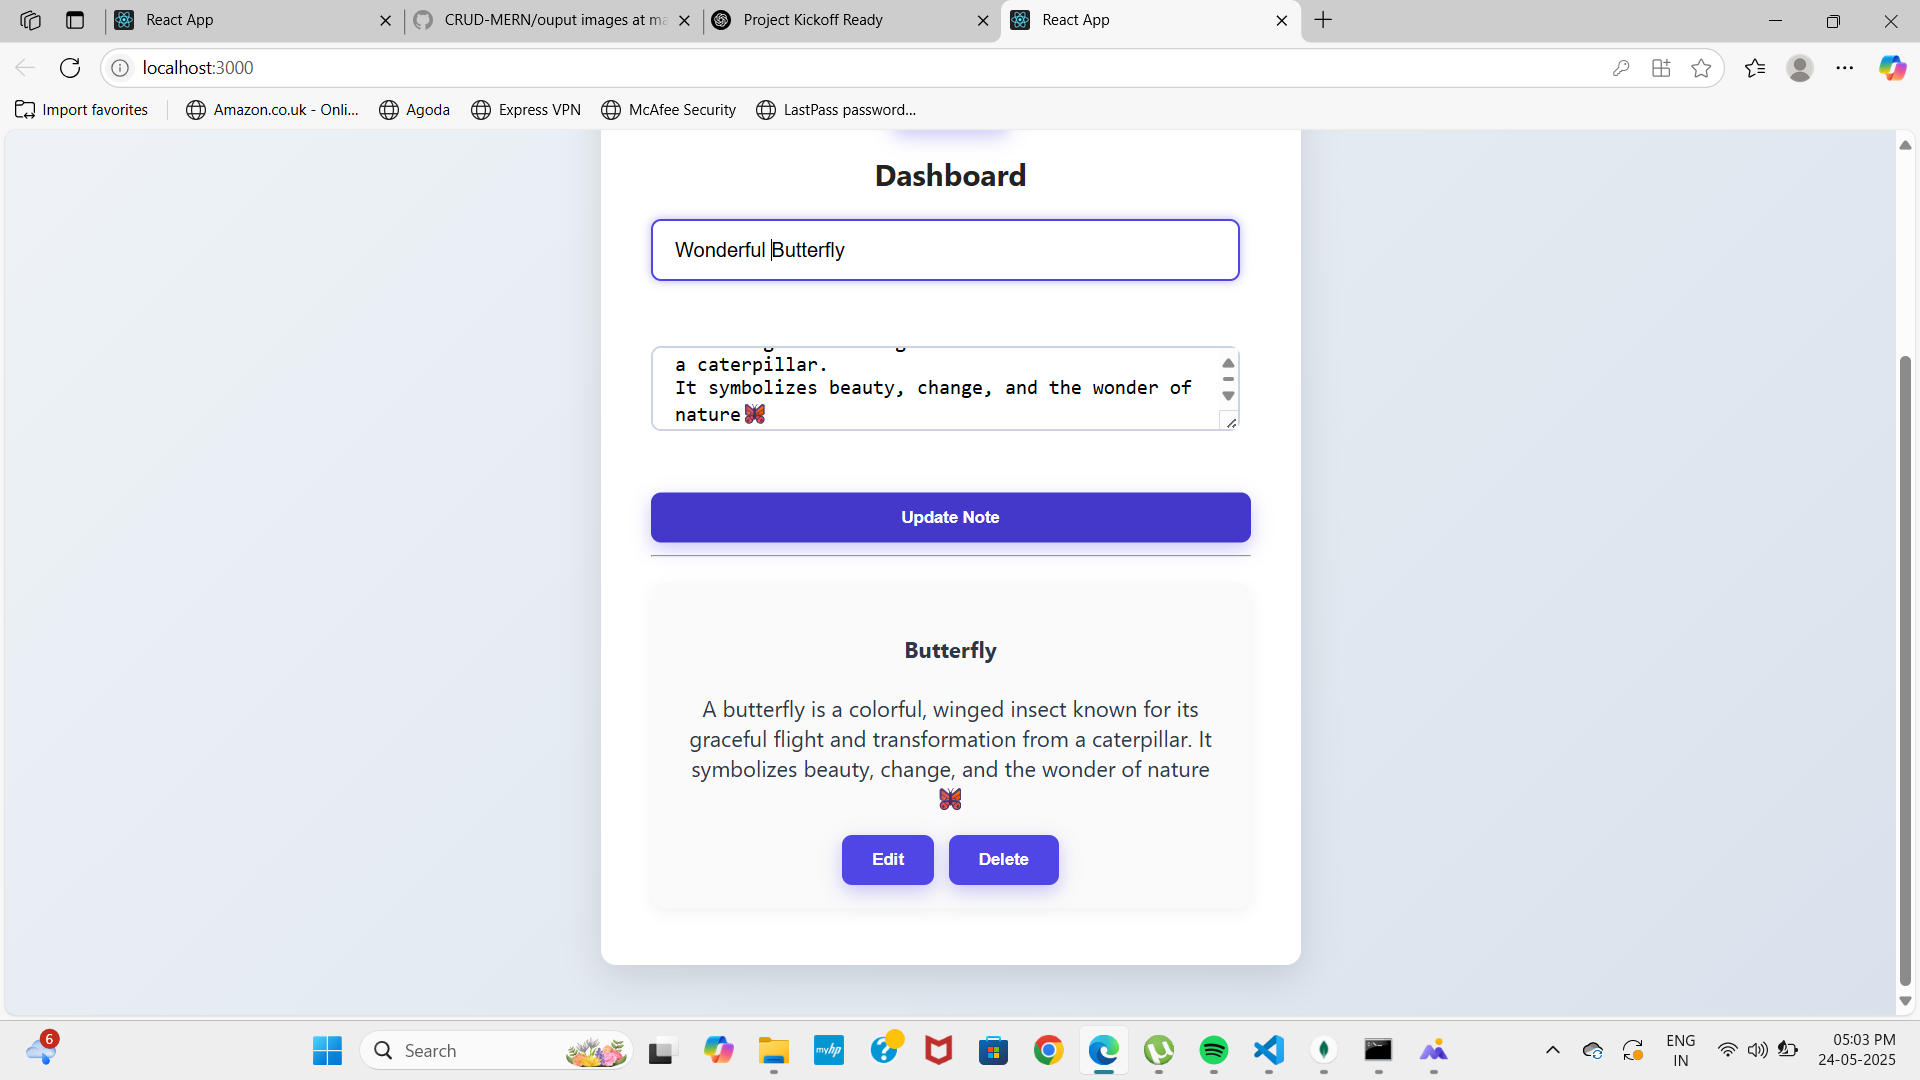 React App
CRUD-MERN/ouput images at ma
Project Kickoff Ready
React App
localhost:3000
Import favorites
Amazon.co.uk - Onli...
Agoda
Express VPN
McAfee Security
LastPass password...
Dashboard
Wonderful Butterfly
a caterpillar.
It symbolizes beauty, change, and the wonder of
nature🦋
Update Note
Butterfly
A butterfly is a colorful, winged insect known for its
graceful flight and transformation from a caterpillar. It
symbolizes beauty, change, and the wonder of nature
🦋
Edit
Delete
6
Search
myhp
ENG
IN
05:03 PM
24-05-2025